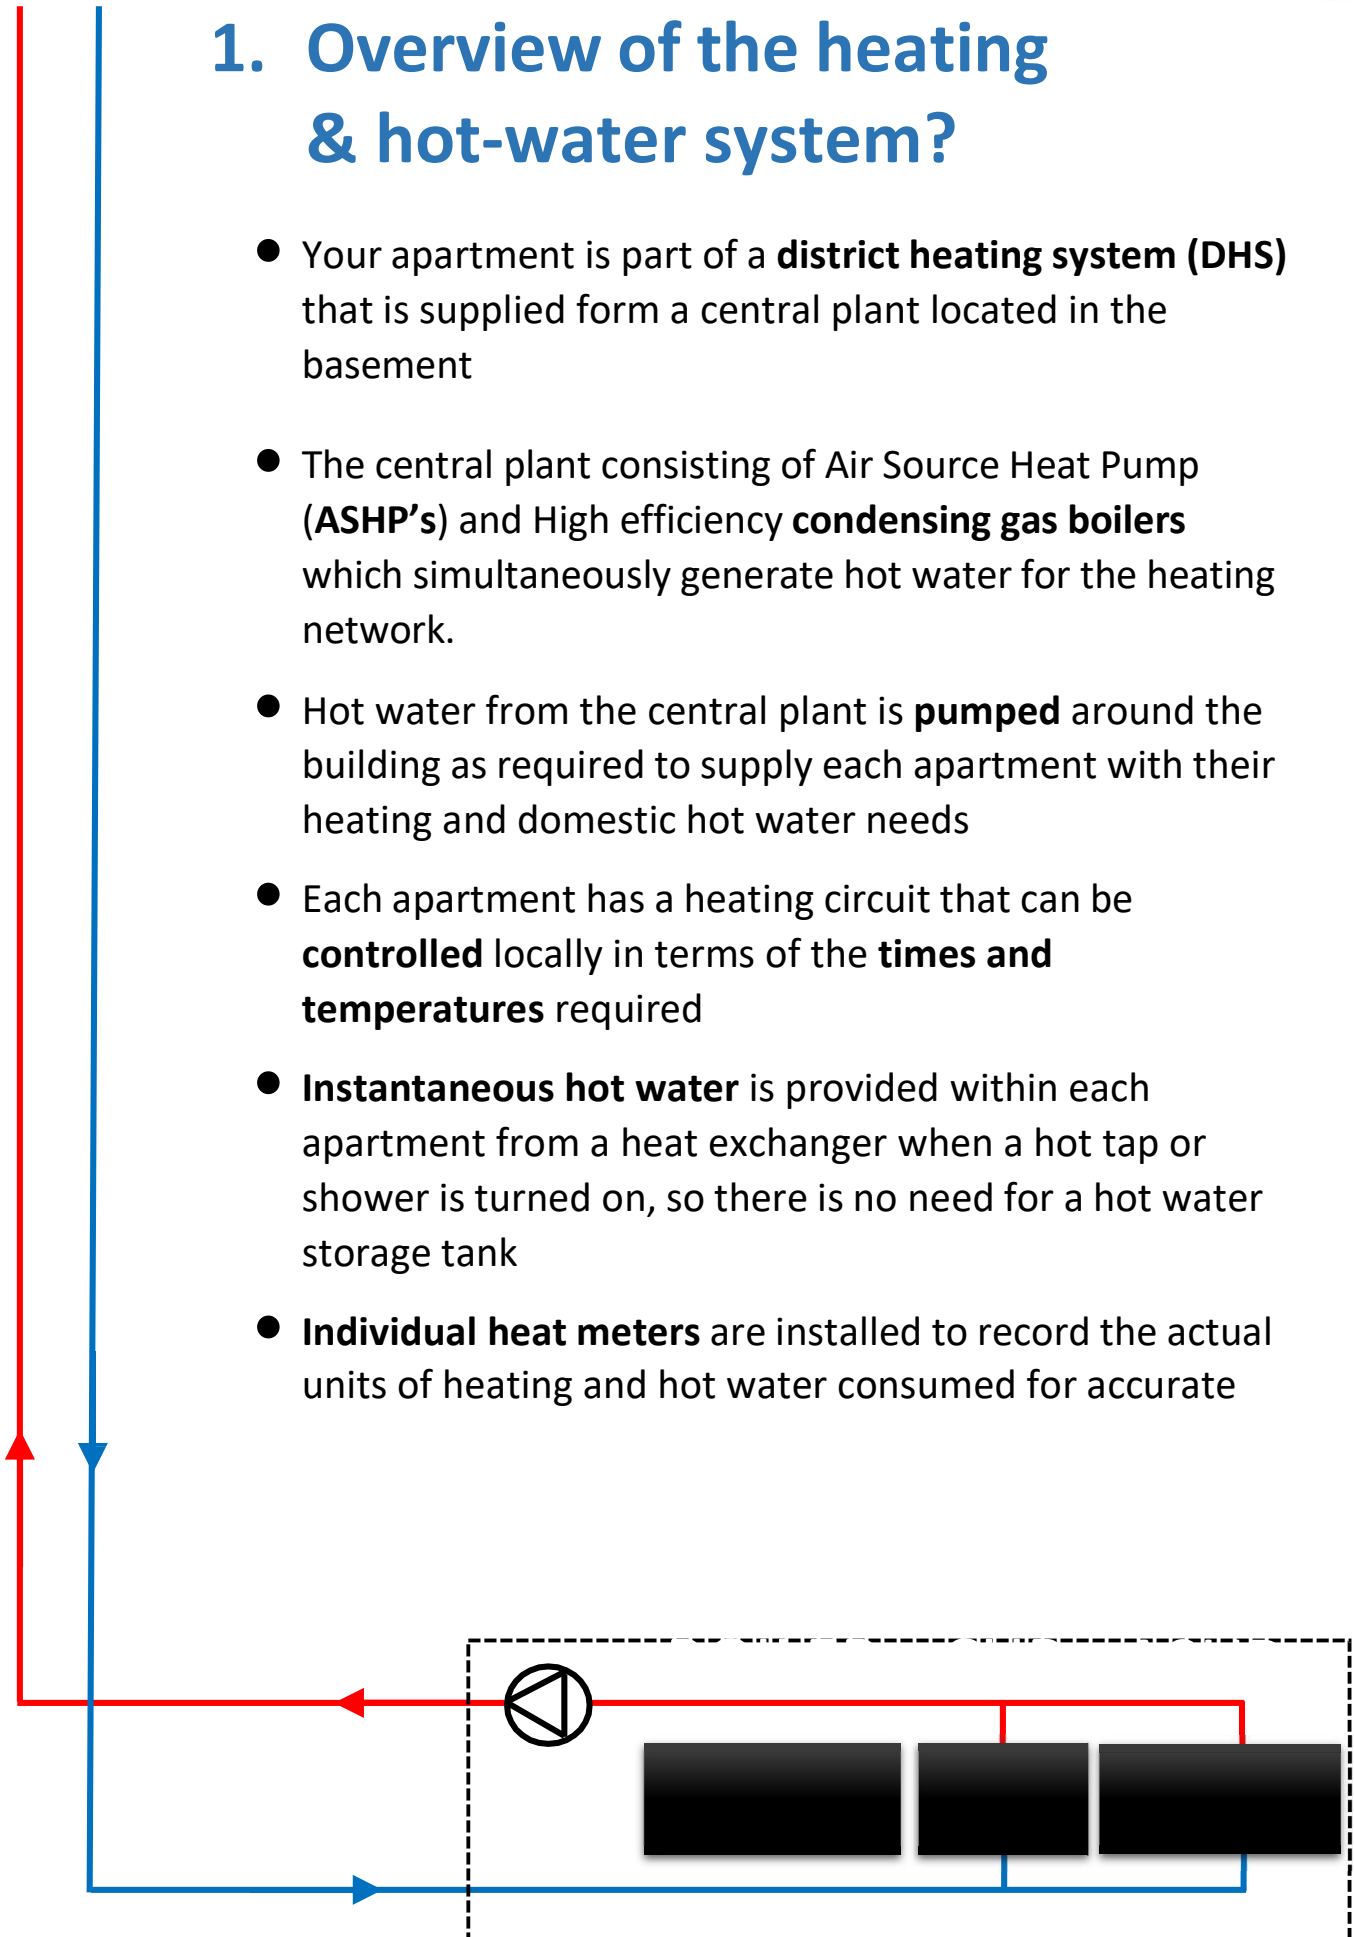 1. Overview of the heating
& hot-water system?
● Your apartment is part of a district heating system (DHS)
that is supplied form a central plant located in the
basement
● The central plant consisting of Air Source Heat Pump
(ASHP’s) and High efficiency condensing gas boilers
which simultaneously generate hot water for the heating
network.
● Hot water from the central plant is pumped around the
building as required to supply each apartment with their
heating and domestic hot water needs
● Each apartment has a heating circuit that can be
controlled locally in terms of the times and
temperatures required
● Instantaneous hot water is provided within each
apartment from a heat exchanger when a hot tap or
shower is turned on, so there is no need for a hot water
storage tank
● Individual heat meters are installed to record the actual
units of heating and hot water consumed for accurate